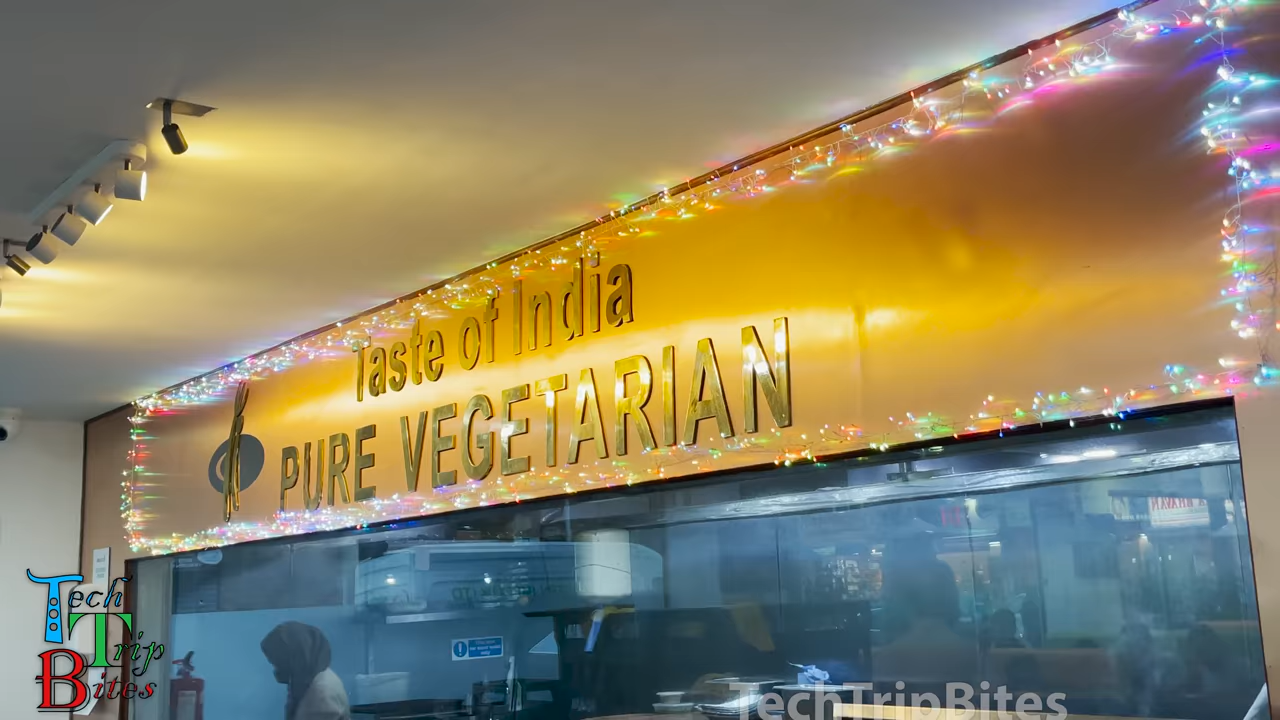 Taste of India
PURE VEGETARIAN
Tech
Trip
Bites
TechTripBites